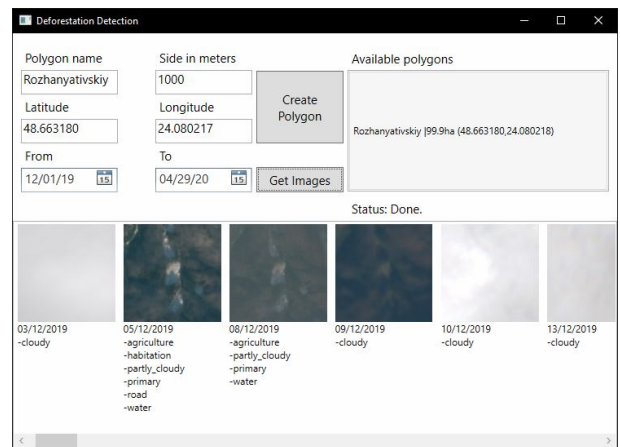 Deforestation Detection
Polygon name
Side in meters
Available polygons
Rozhanyativskiy
1000
Create
Polygon
Latitude
Longitude
48.663180
24.080217
Rozhanyativskiy |99.9ha (48.663180,24.080218)
From
To
12/01/19
15
04/29/20
15
Get Images
Status: Done.
03/12/2019
-cloudy
05/12/2019
-agriculture
-habitation
-partly_cloudy
-primary
-road
-water
08/12/2019
-agriculture
-partly_cloudy
-primary
-water
09/12/2019
-cloudy
10/12/2019
-cloudy
13/12/2019
-cloudy